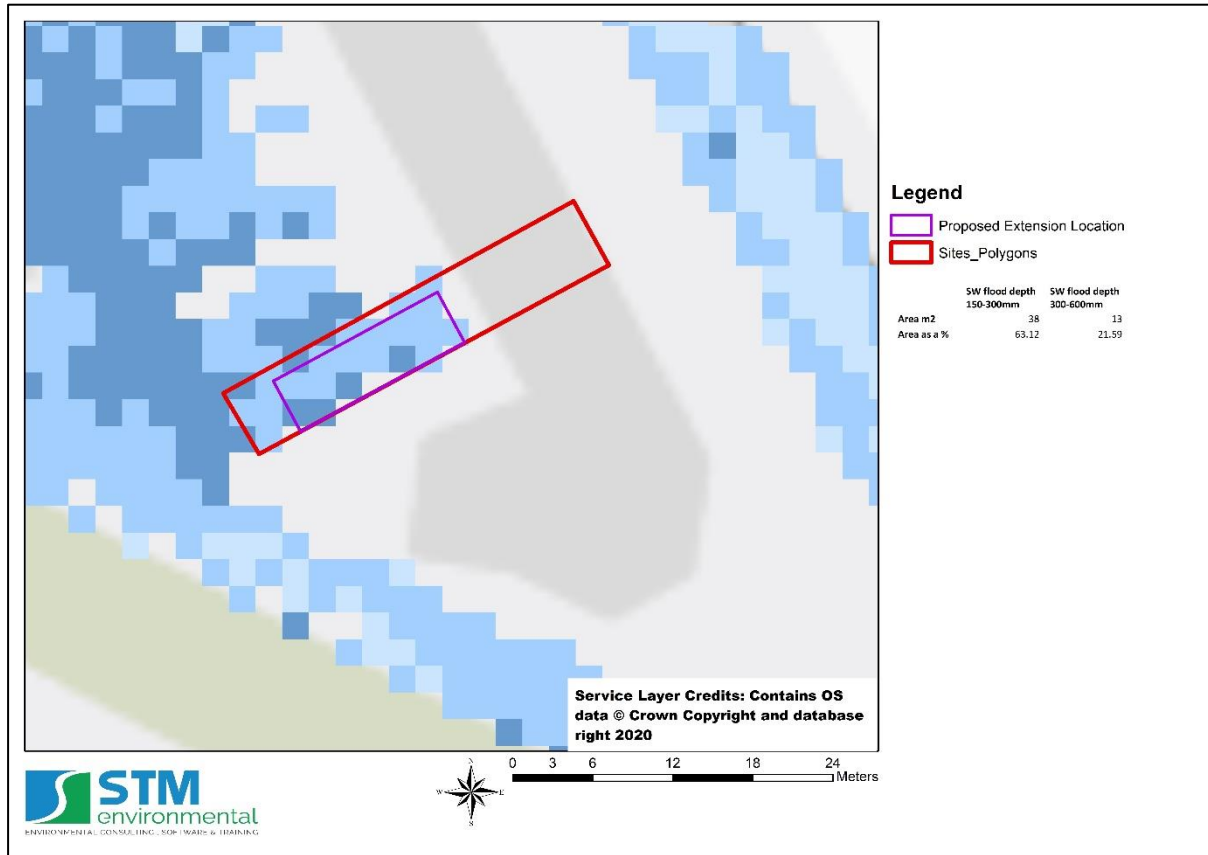 Legend
Proposed Extension Location
Sites_Polygons
SW flood depth SW flood depth
150-300mm 300-600mm
Area m2 38 13
Area as a % 63.12 21.59
Service Layer Credits: Contains OS
data © Crown Copyright and database
right 2020
N
W E
S
0 3 6 12 18 24
Meters
STM
environmental
ENVIRONMENTAL CONSULTING , SOFTWARE & TRAINING